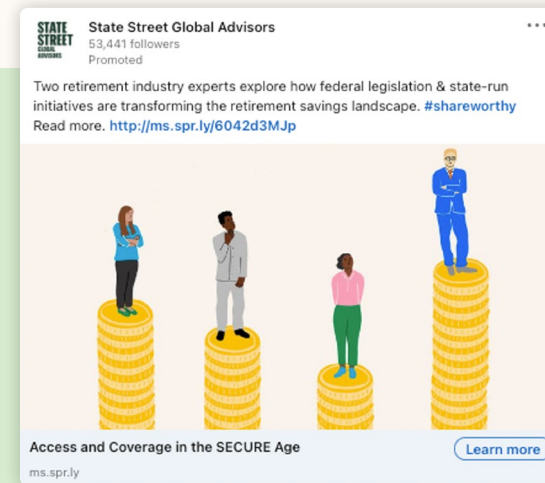 STATE
STREET
GLOBAL
ADVISORS
State Street Global Advisors
53,441 followers
Promoted
Two retirement industry experts explore how federal legislation & state-run
initiatives are transforming the retirement savings landscape. #shareworthy
Read more. http://ms.spr.ly/6042d3MJp
Access and Coverage in the SECURE Age
Learn more
ms.spr.ly